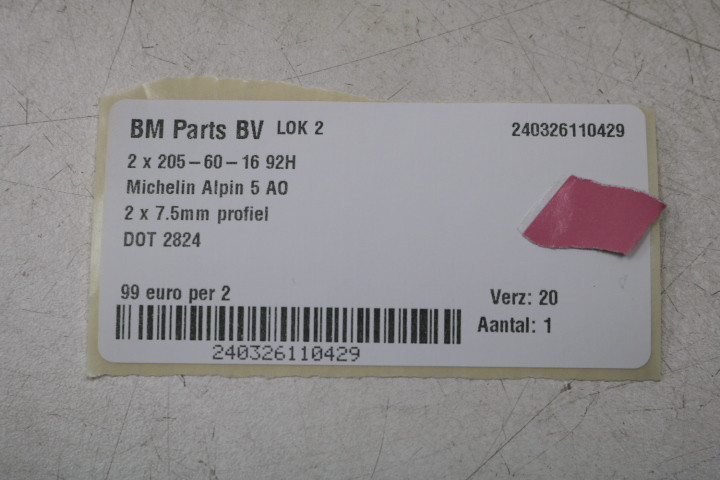 BM Parts BV LOK 2 240326110429
2 x 205-60-16 92H
Michelin Alpin 5 AO
2 x 7.5mm profiel
DOT 2824
99 euro per 2 Verz: 20
Aantal: 1
240326110429